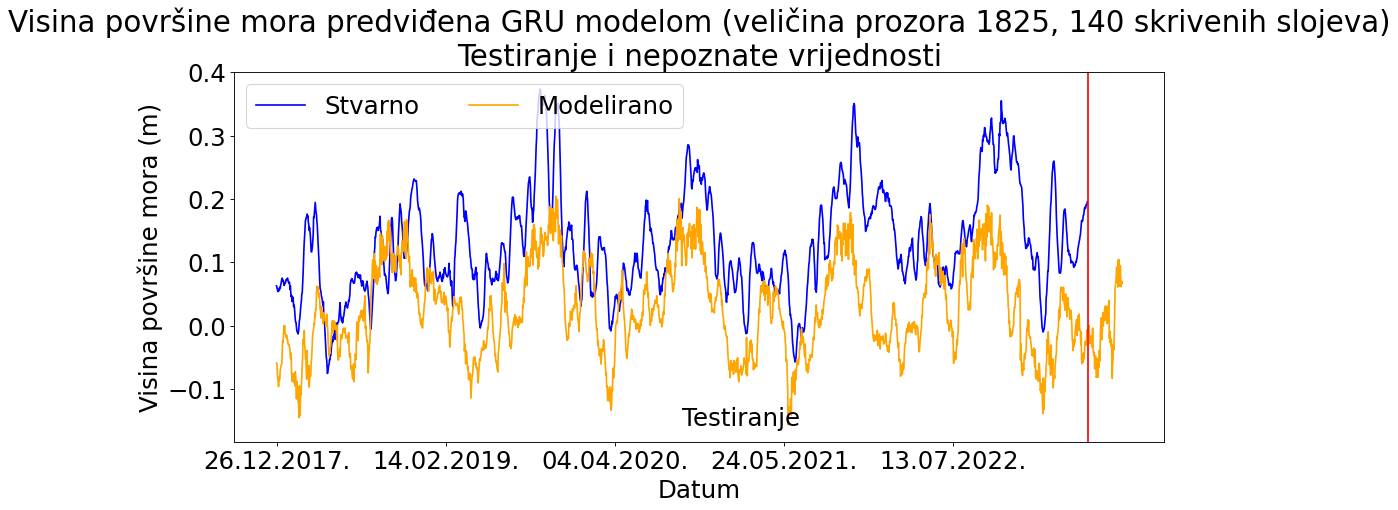 Visina površine mora predviđena GRU modelom (veličina prozora 1825, 140 skrivenih slojeva)
Testiranje i nepoznate vrijednosti
Stvarno
Modelirano
Visina površine mora (m)
0.4
0.3
0.2
0.1
0.0
−0.1
Testiranje
26.12.2017.
14.02.2019.
04.04.2020.
24.05.2021.
13.07.2022.
Datum